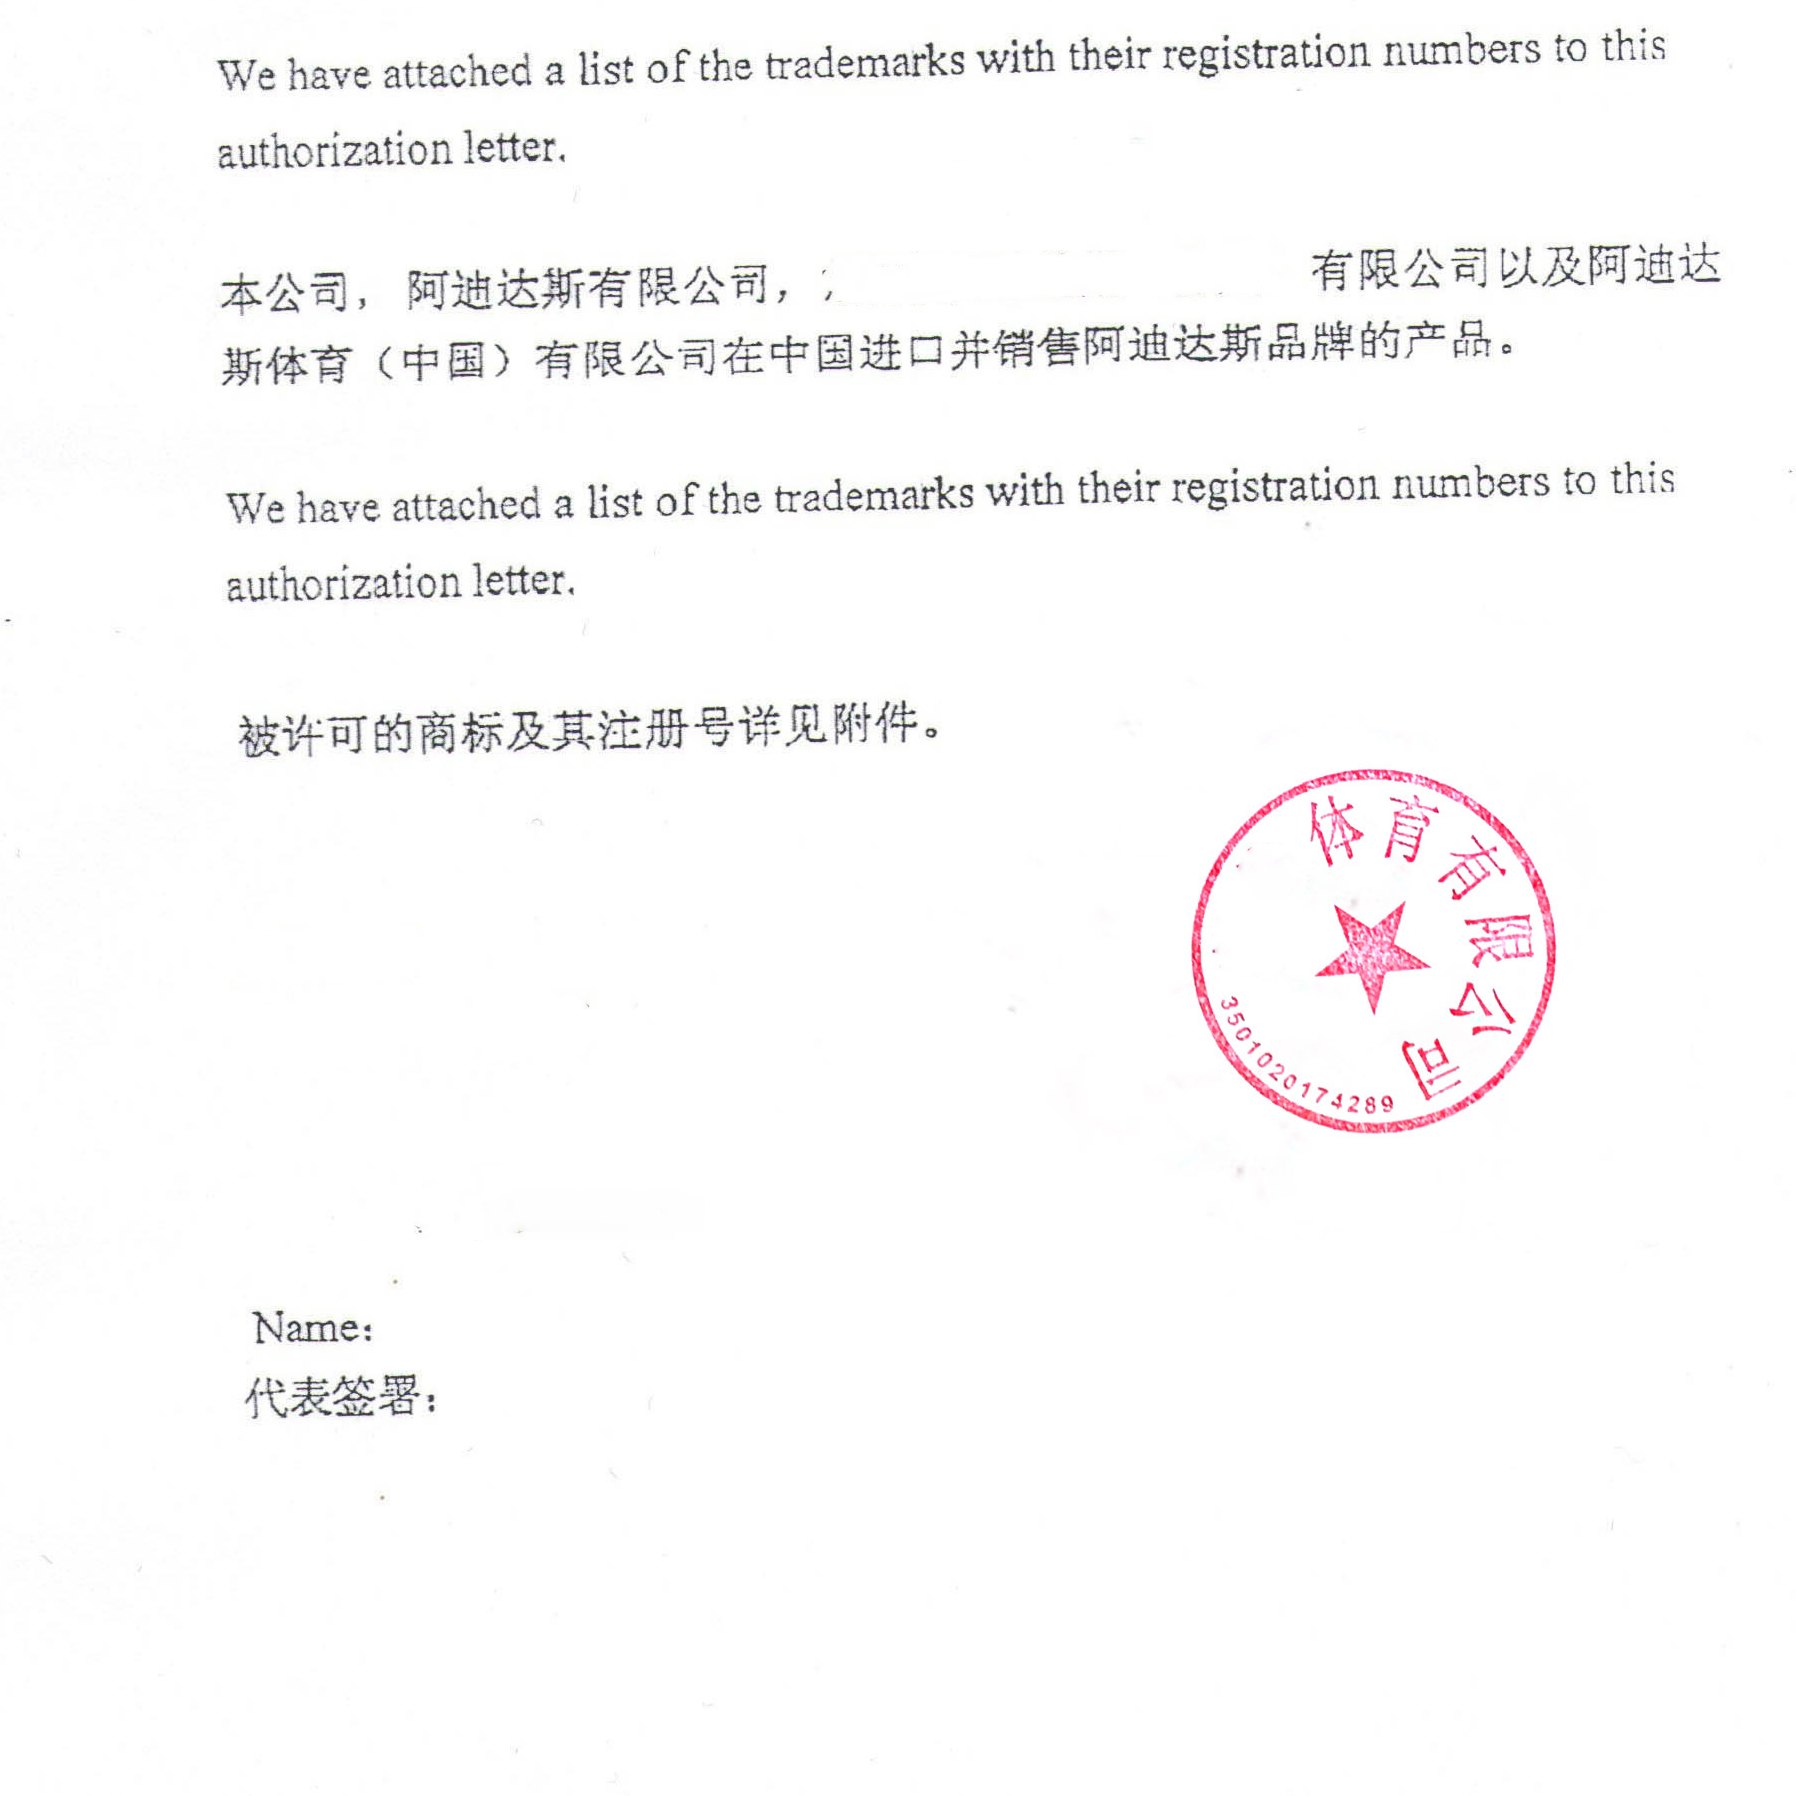 We have attached a list of the trademarks with their registration numbers to this
authorization letter.
本公司，阿迪达斯有限公司，
有限公司以及阿迪达
斯体育（中国）有限公司在中国进口并销售阿迪达斯品牌的产品。
We have attached a list of the trademarks with their registration numbers to this
authorization letter.
被许可的商标及其注册号详见附件。
体育有限公司
3501020174289
Name:
代表签署：